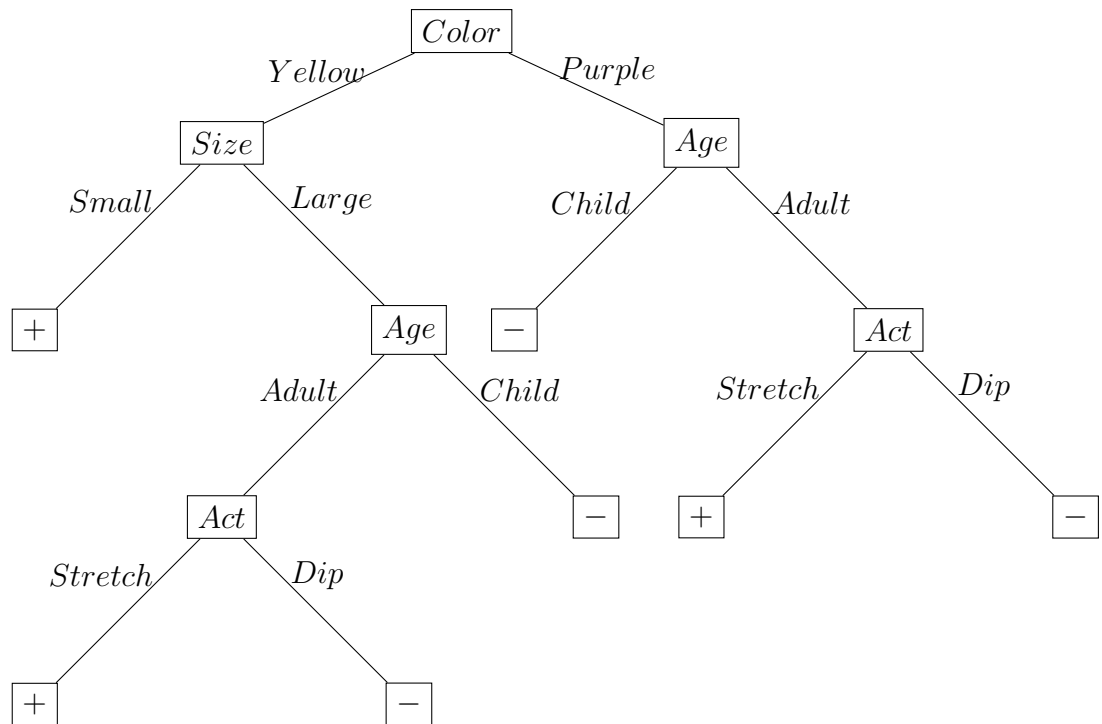 Color
Yellow Purple
Size Age
Small Large Child Adult
+ Age − Act
Adult Child Stretch Dip
Act − + −
Stretch Dip
+ −